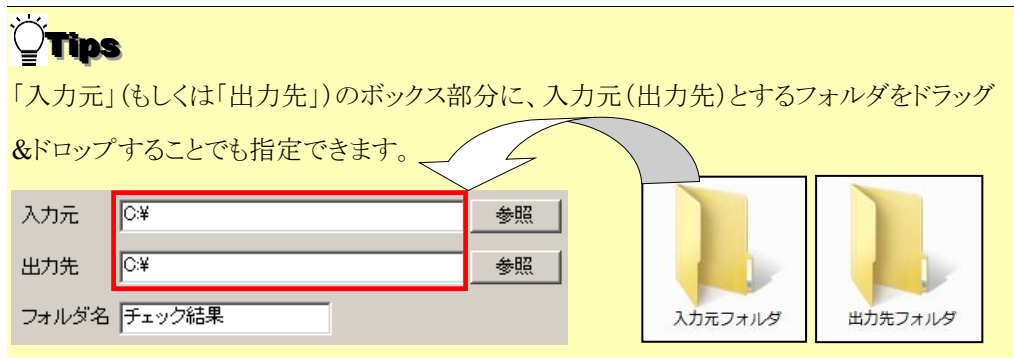 Tips
「入力元」(もしくは「出力先」)のボックス部分に、入力元(出力先)とするフォルダをドラッグ
&ドロップすることでも指定できます。
入力元 C:¥ 参照
出力先 C:¥ 参照
フォルダ名 チェック結果
入力元フォルダ 出力先フォルダ